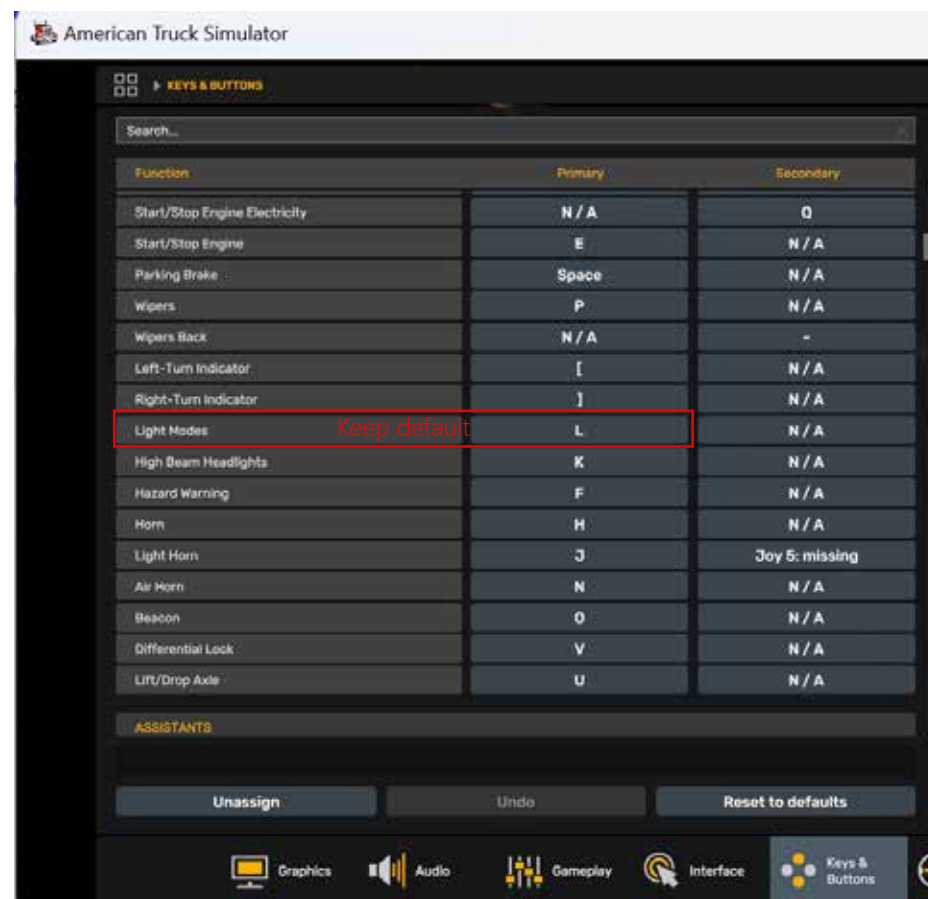 American Truck Simulator
KEYS & BUTTONS
Search...
Function Primary Secondary
Start/Stop Engine Electricity N/A Q
Start/Stop Engine E N/A
Parking Brake Space N/A
Wipers P N/A
Wipers Back N/A -
Left-Turn Indicator [ N/A
Right-Turn Indicator ] N/A
Light Modes Keep default L N/A
High Beam Headlights K N/A
Hazard Warning F N/A
Horn H N/A
Light Horn J Joy 5: missing
Air Horn N N/A
Beacon O N/A
Differential Lock V N/A
Lift/Drop Axle U N/A
ASSISTANTS
Unassign Undo Reset to defaults
Graphics Audio Gameplay Interface Keys & Buttons